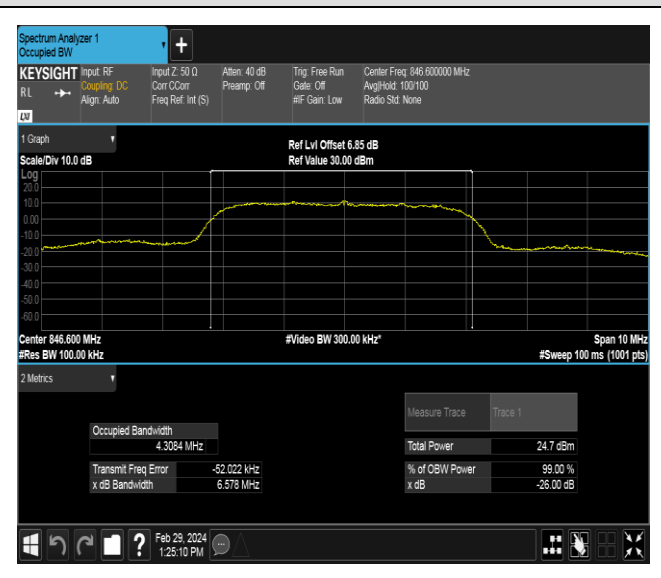 Spectrum Analyzer 1
Occupied BW
+
KEYSIGHT
RL
LXI
Input: RF
Coupling: DC
Align: Auto
Input Z: 50 Ω
Corr CCorr
Freq Ref: Int (S)
Atten: 40 dB
Preamp: Off
Trig: Free Run
Gate: Off
#IF Gain: Low
Center Freq: 846.600000 MHz
Avg|Hold: 100/100
Radio Std: None
1 Graph
Scale/Div 10.0 dB
Ref Lvl Offset 6.85 dB
Ref Value 30.00 dBm
Log
20.0
10.0
0.00
-10.0
-20.0
-30.0
-40.0
-50.0
-60.0
Center 846.600 MHz
#Video BW 300.00 kHz*
Span 10 MHz
#Res BW 100.00 kHz
#Sweep 100 ms (1001 pts)
2 Metrics
Measure Trace
Trace 1
Occupied Bandwidth
4.3084 MHz
Total Power
24.7 dBm
Transmit Freq Error
-52.022 kHz
% of OBW Power
99.00 %
x dB Bandwidth
6.578 MHz
x dB
-26.00 dB
?
Feb 29, 2024
1:25:10 PM